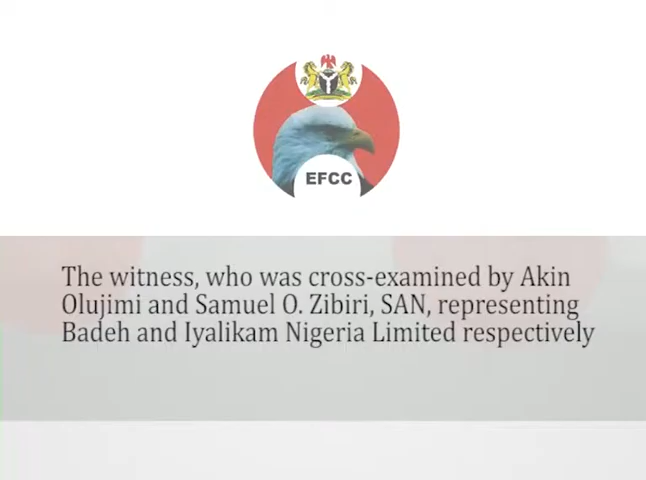 EFCC
The witness, who was cross-examined by Akin
Olujimi and Samuel O. Zibiri, SAN, representing
Badeh and Iyalikam Nigeria Limited respectively